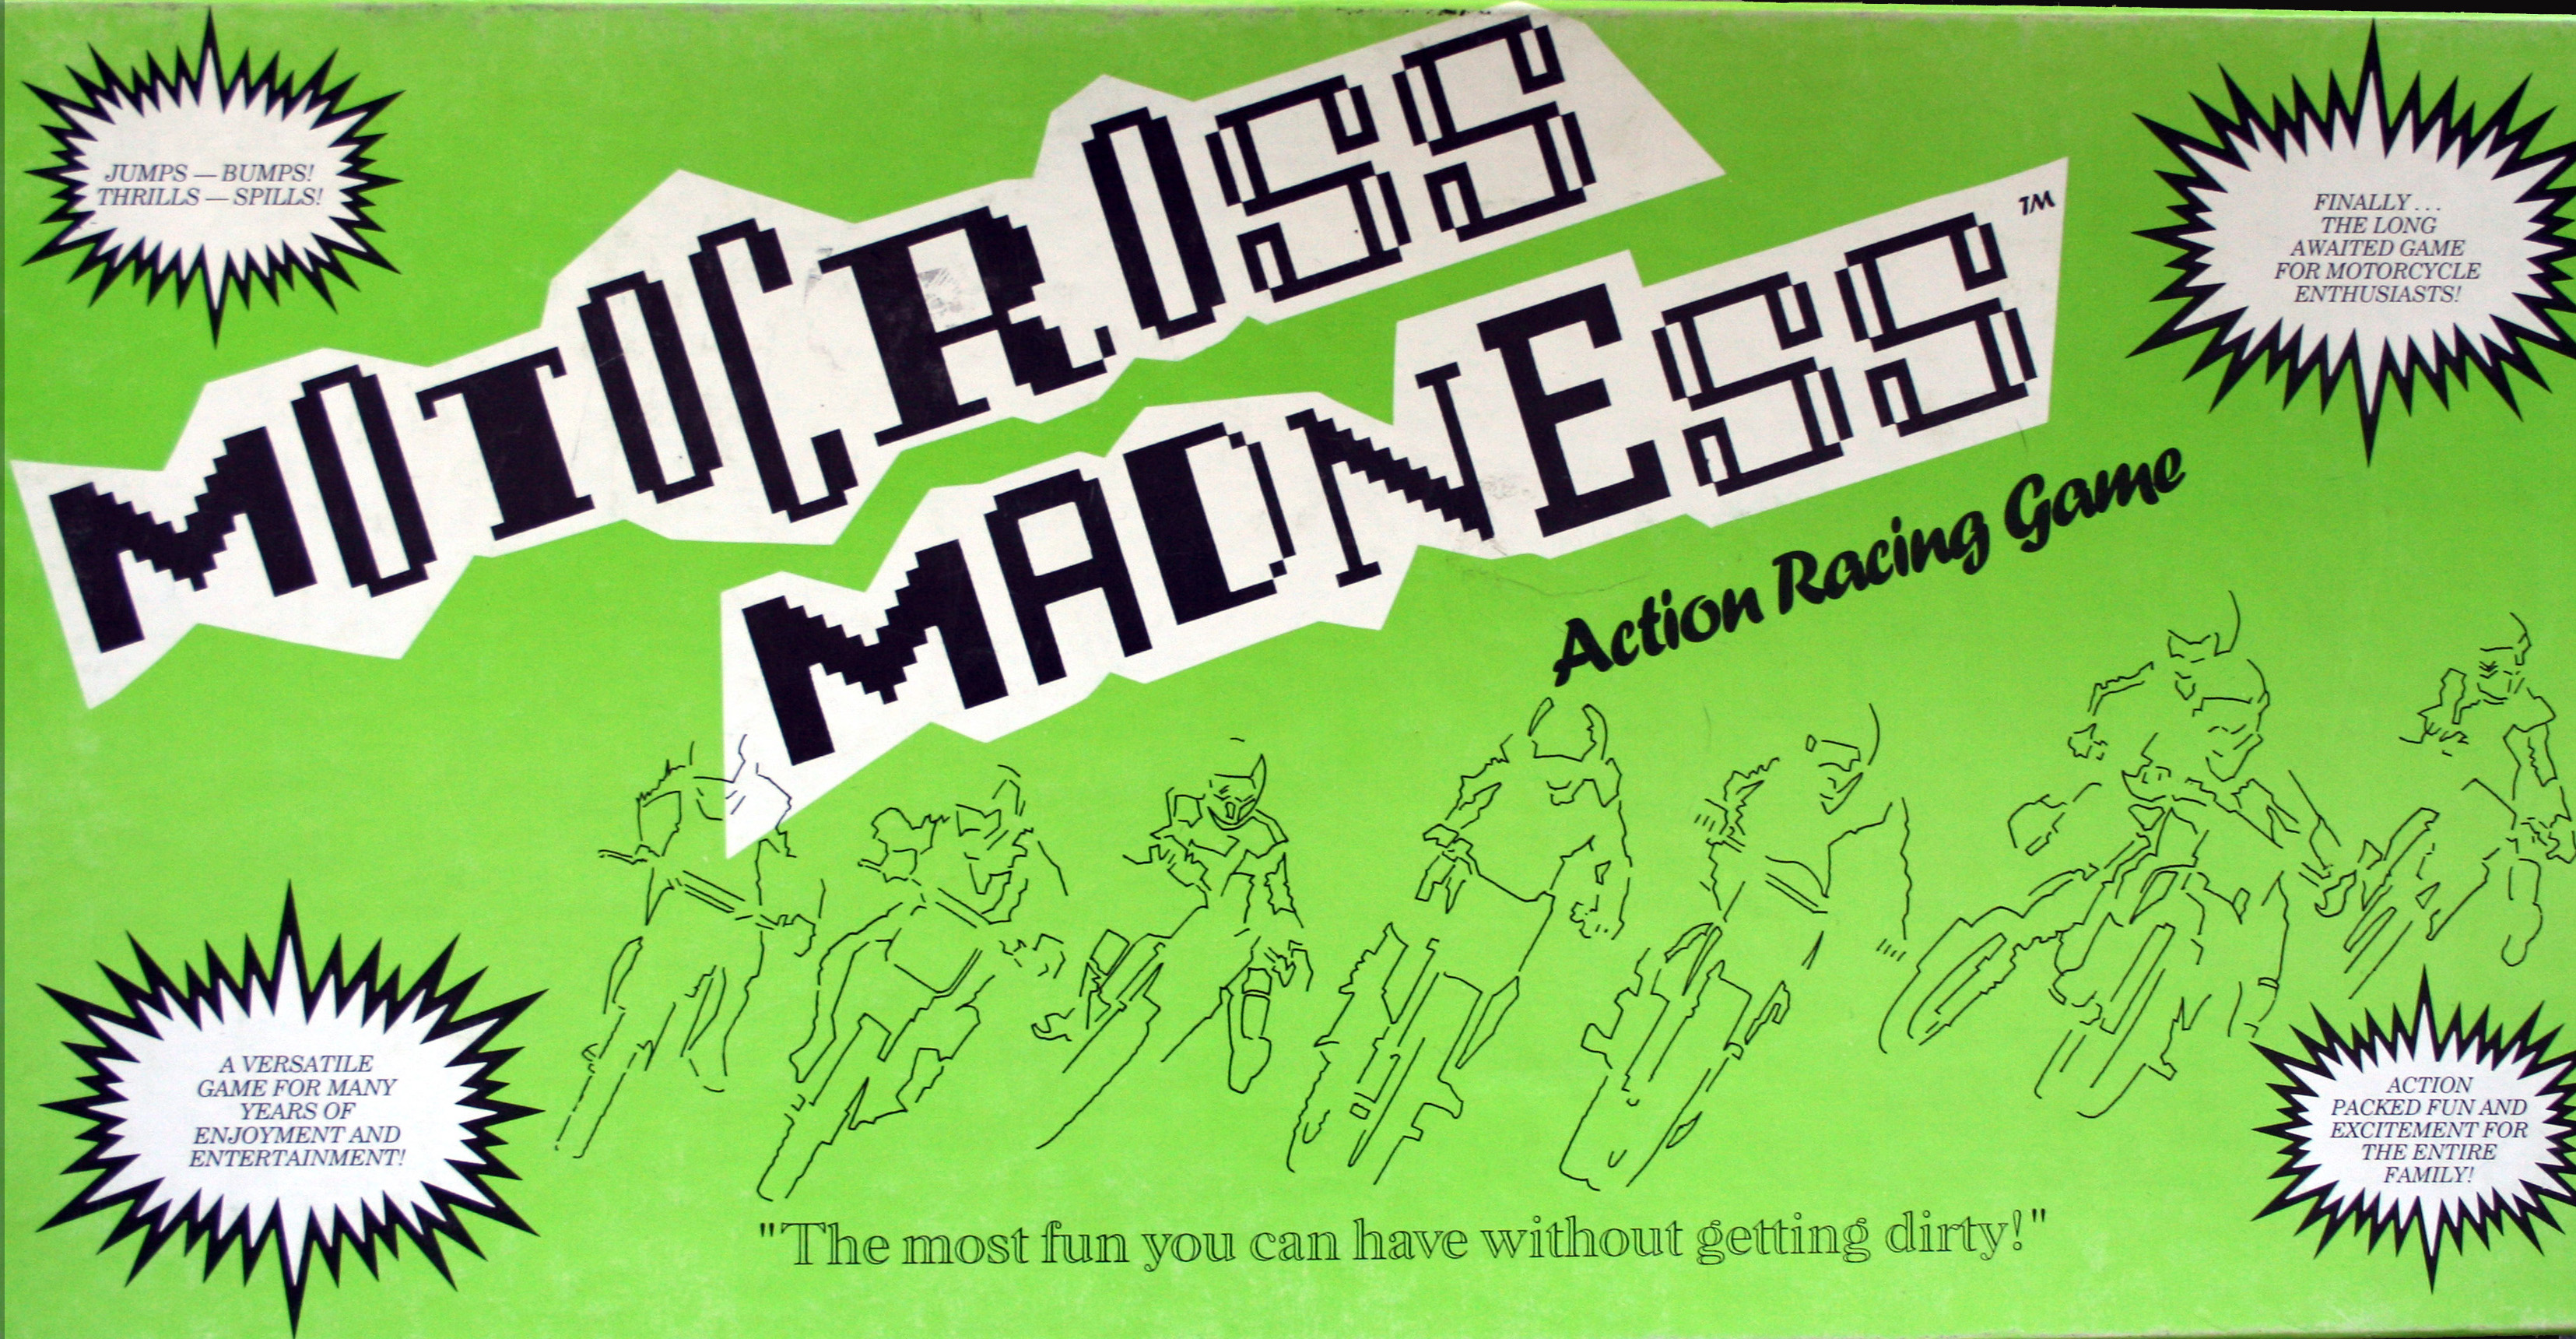 JUMPS — BUMPS!
THRILLS — SPILLS!
MOTOCROSS
MADNESS™
Action Racing Game
FINALLY . . .
THE LONG
AWAITED GAME
FOR MOTORCYCLE
ENTHUSIASTS!
A VERSATILE
GAME FOR MANY
YEARS OF
ENJOYMENT AND
ENTERTAINMENT!
ACTION
PACKED FUN AND
EXCITEMENT FOR
THE ENTIRE
FAMILY!
"The most fun you can have without getting dirty!"